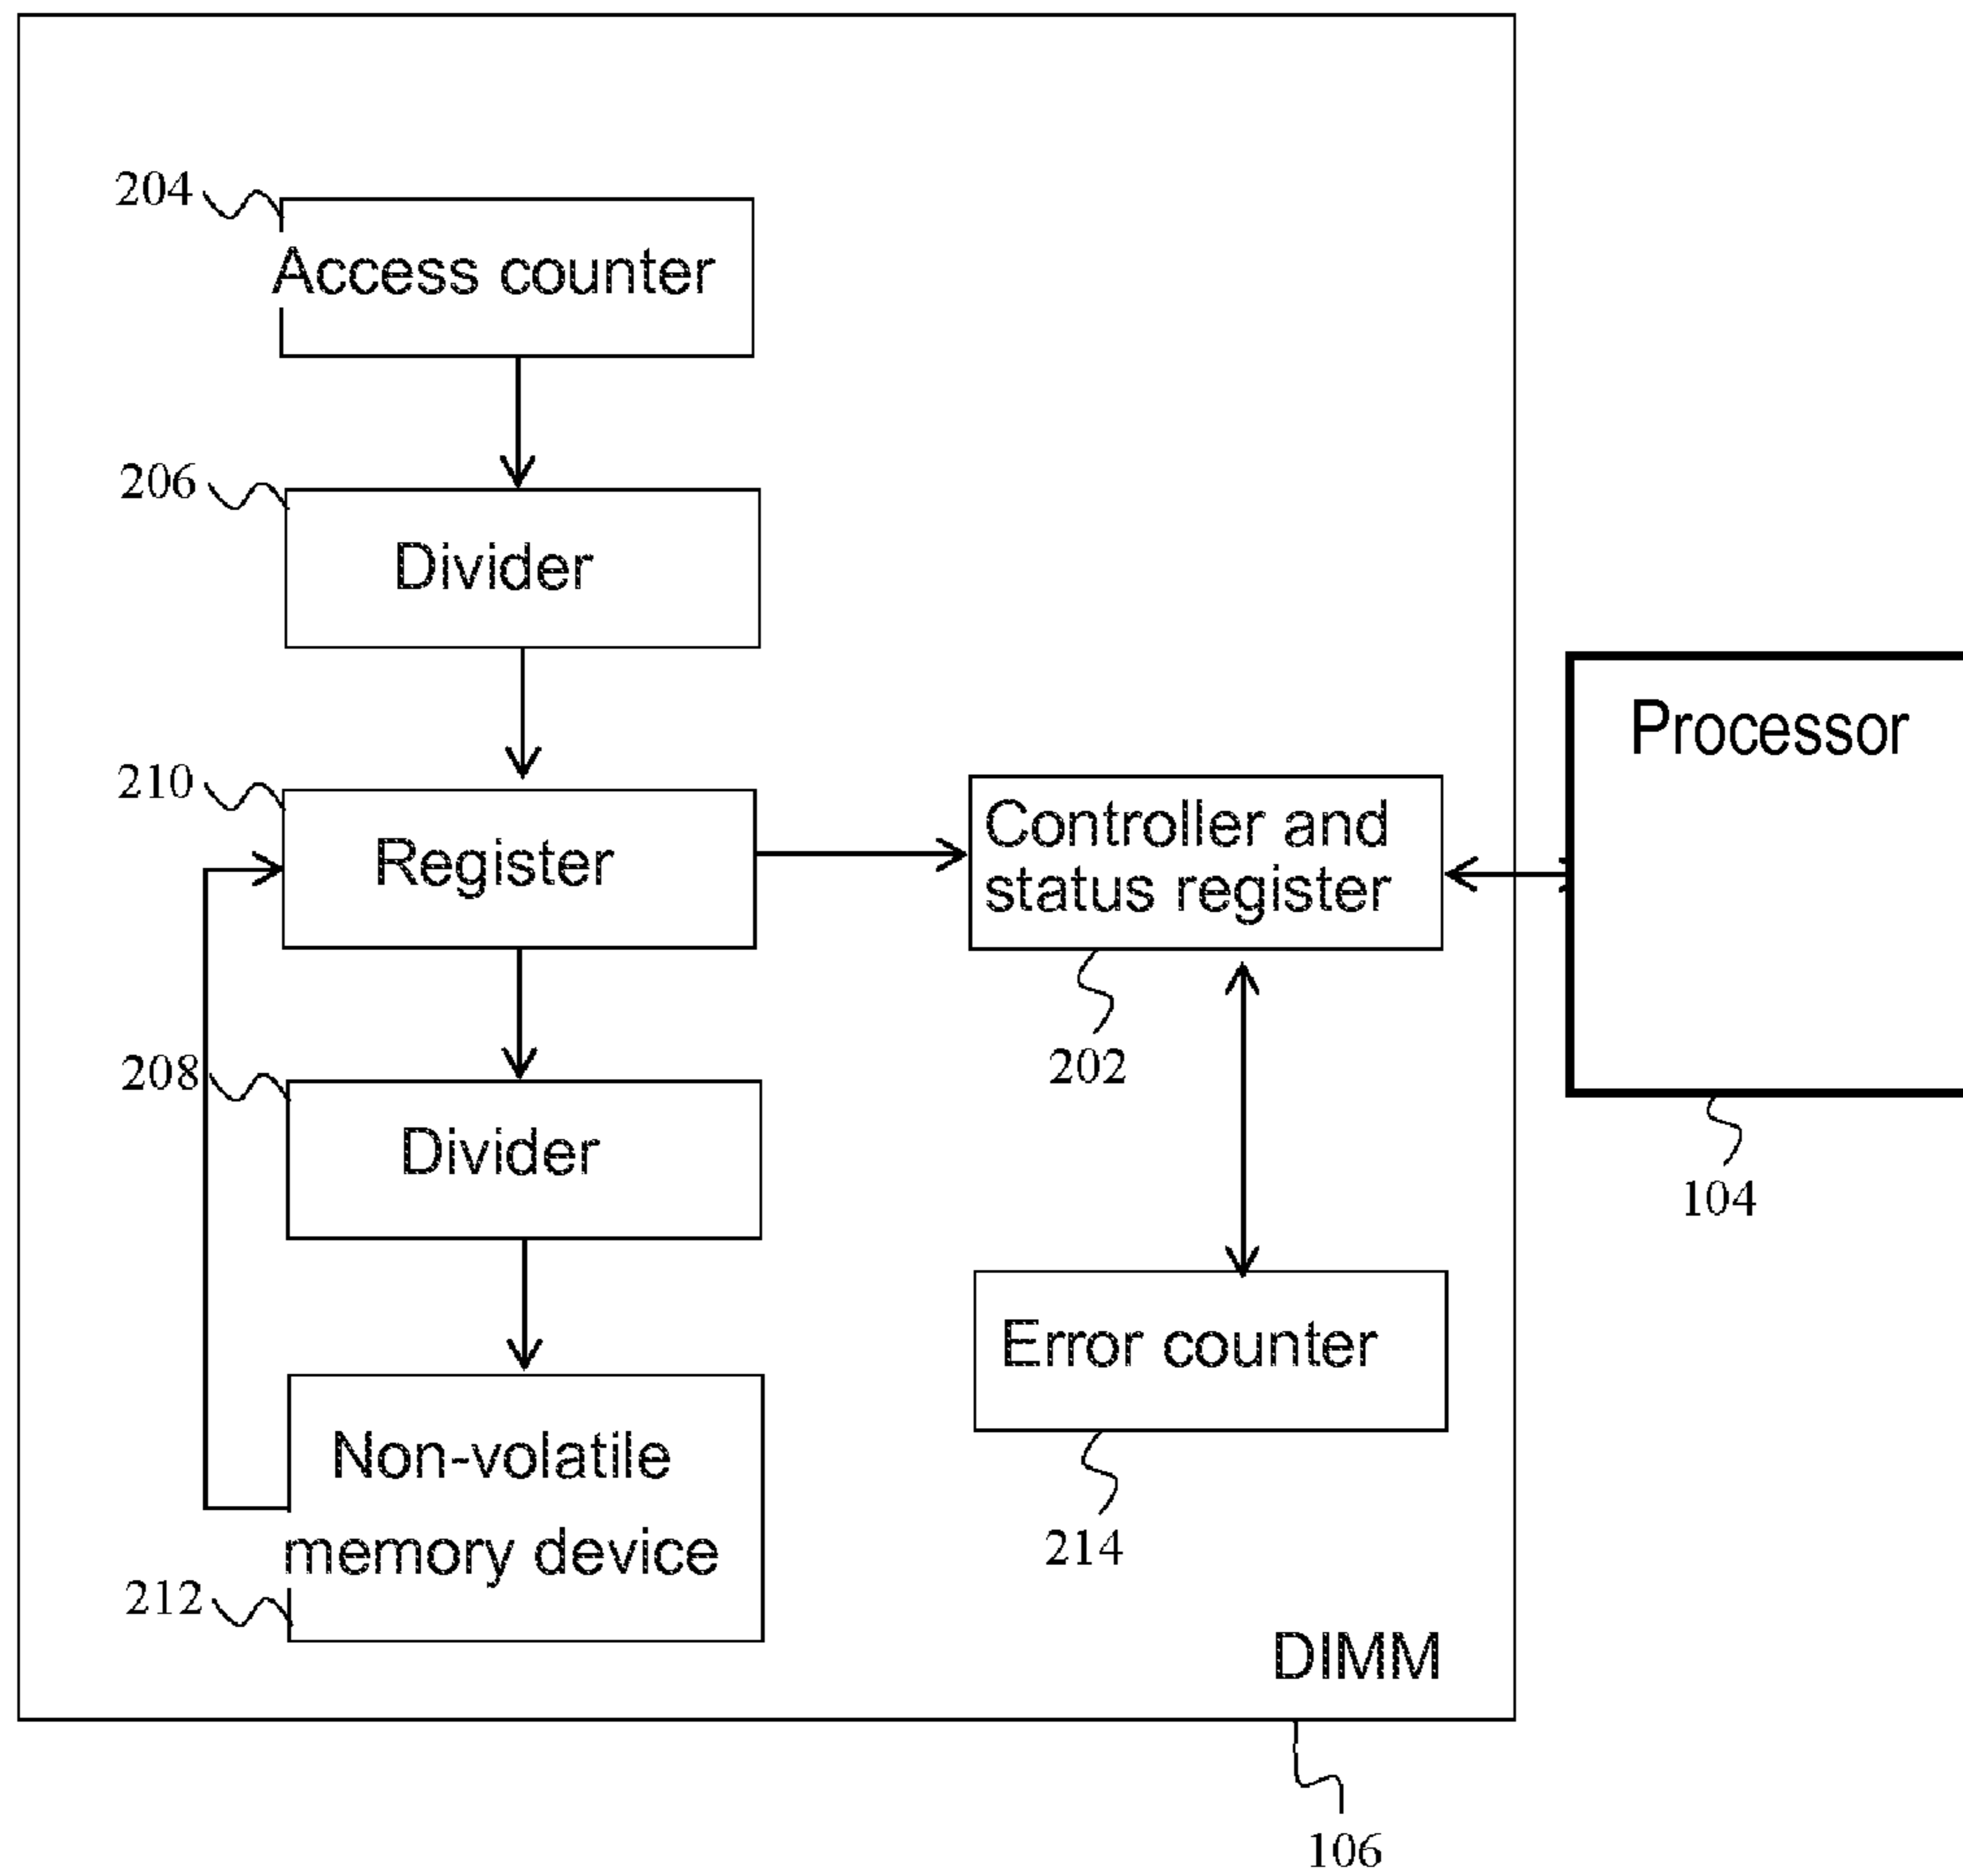 204
Access counter
206
Divider
210
Register
Controller and
status register
Processor
208
202
Divider
104
Error counter
Non-volatile
memory device
214
212
DIMM
106